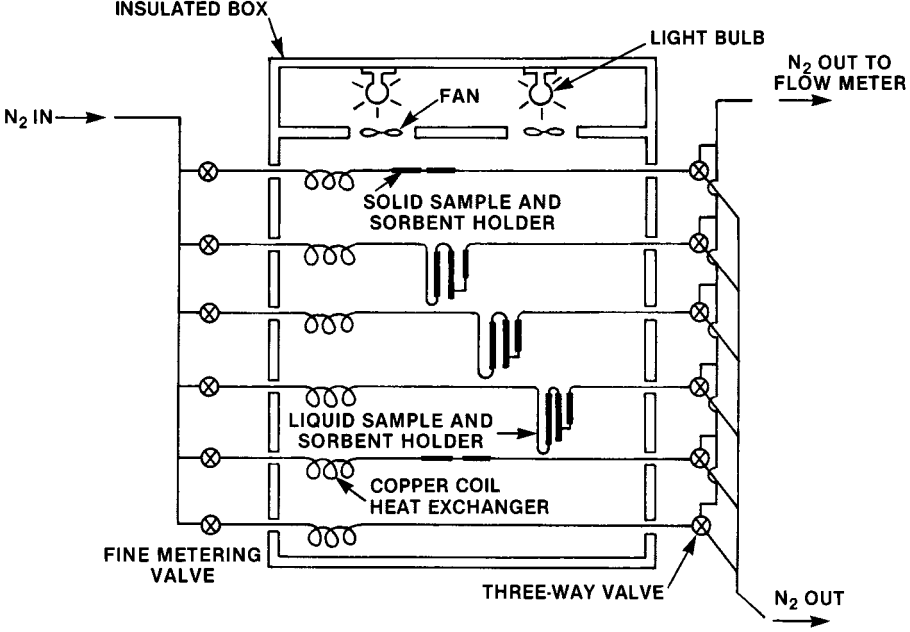 INSULATED BOX
LIGHT BULB
N2 OUT TO
FLOW METER
FAN
N2 IN
SOLID SAMPLE AND
SORBENT HOLDER
LIQUID SAMPLE AND
SORBENT HOLDER
COPPER COIL
HEAT EXCHANGER
FINE METERING
VALVE
THREE-WAY VALVE
N2 OUT